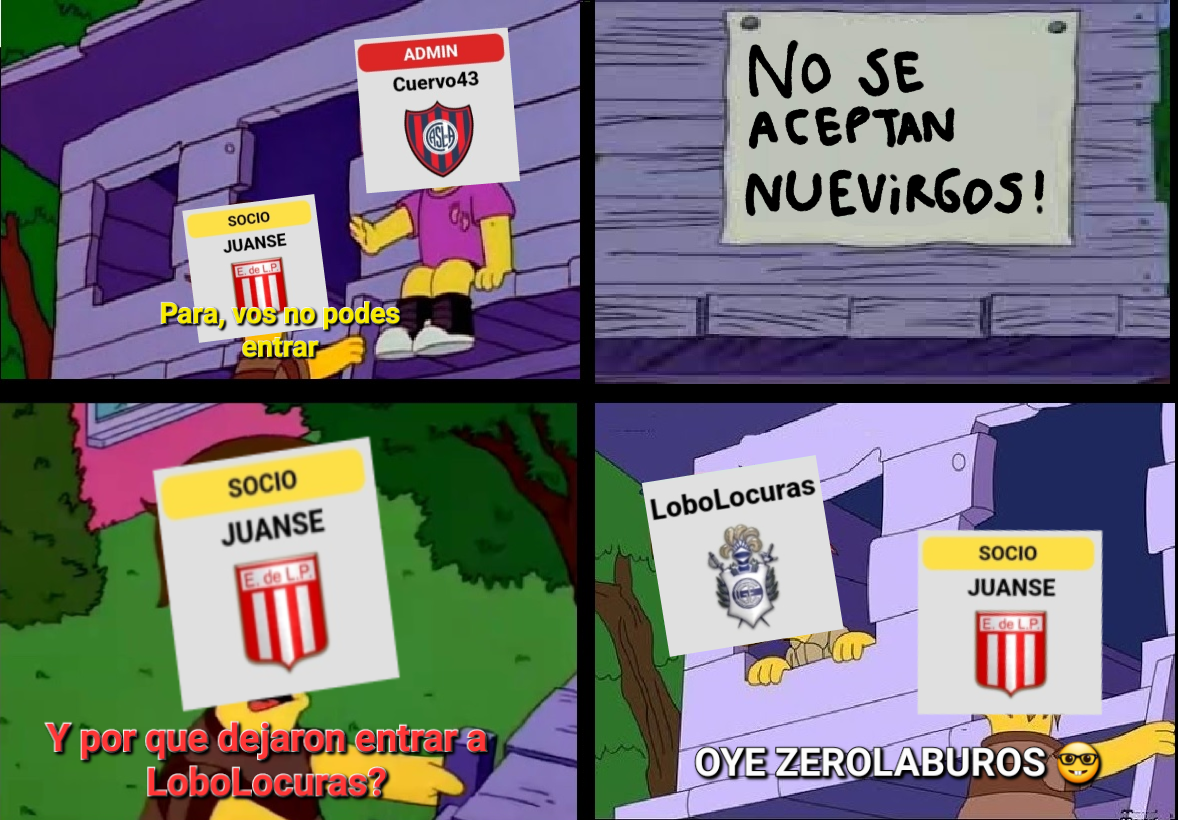 ADMIN
Cuervo43
CASLA
SOCIO
JUANSE
E. de L.P.
Para, vos no podes
entrar
NO SE
ACEPTAN
NUEViRGOS!
SOCIO
JUANSE
E. de L.P.
Y por que dejaron entrar a
LoboLocuras?
LoboLocuras
SOCIO
JUANSE
E. de L.P.
OYE ZEROLABUROS 🤓